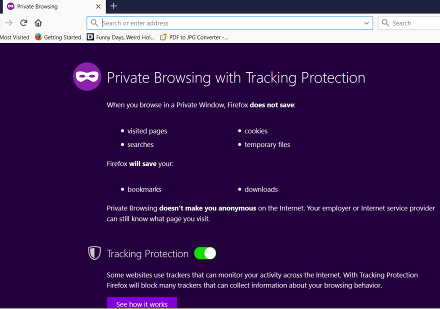 Private Browsing
Search or enter address
Search
Most Visited Getting Started Funny Days, Weird Hol... PDF to JPG Converter -...
Private Browsing with Tracking Protection
When you browse in a Private Window, Firefox does not save:
visited pages cookies
searches temporary files
Firefox will save your:
bookmarks downloads
Private Browsing doesn't make you anonymous on the Internet. Your employer or Internet service provider
can still know what page you visit.
Tracking Protection
Some websites use trackers that can monitor your activity across the Internet. With Tracking Protection
Firefox will block many trackers that can collect information about your browsing behavior.
See how it works